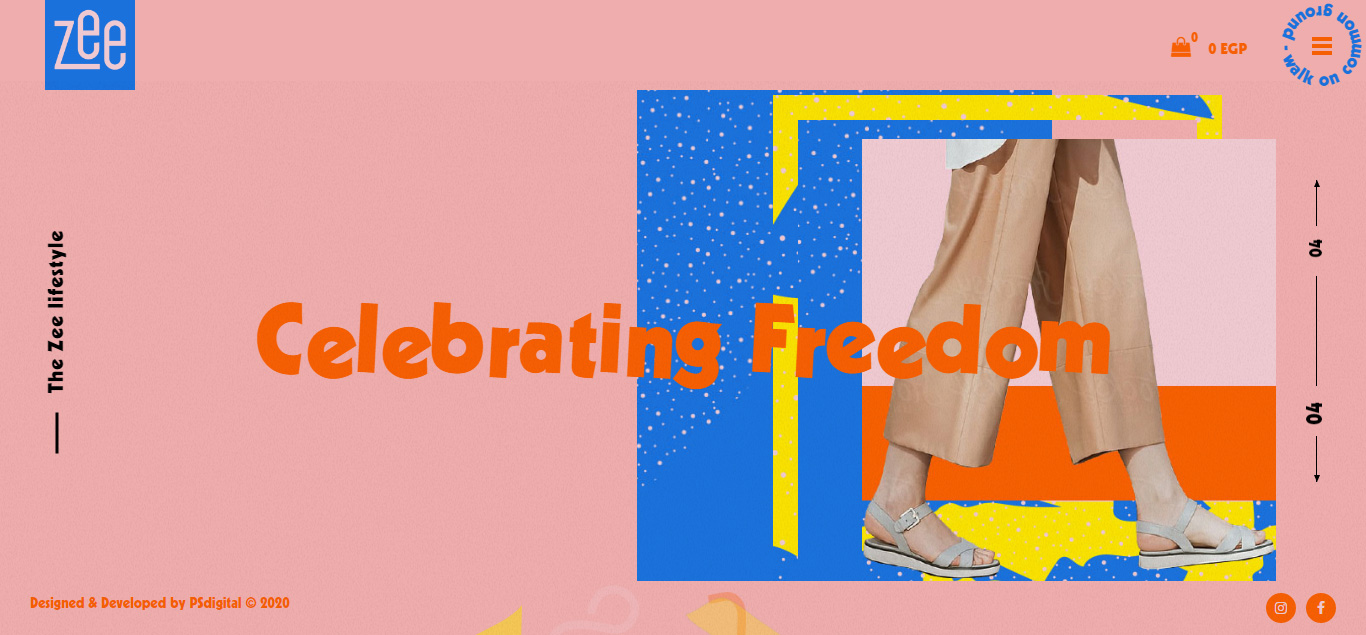 zee
0
0 EGP
walk on common ground -
The Zee lifestyle
Celebrating Freedom
04
04
Designed & Developed by PSdigital © 2020